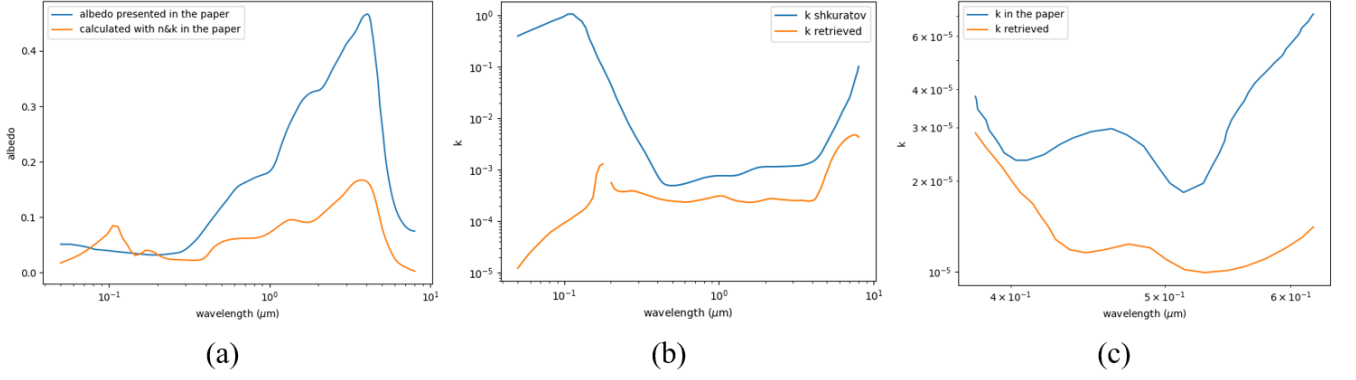 albedo presented in the paper
calculated with n&k in the paper
albedo
0.4
0.3
0.2
0.1
0.0
10⁻¹
10⁰
10¹
wavelength (μm)
(a)
k shkuratov
k retrieved
k
10⁰
10⁻¹
10⁻²
10⁻³
10⁻⁴
10⁻⁵
10⁻¹
10⁰
10¹
wavelength (μm)
(b)
k in the paper
k retrieved
k
6 × 10⁻⁵
4 × 10⁻⁵
3 × 10⁻⁵
2 × 10⁻⁵
10⁻⁵
4 × 10⁻¹
5 × 10⁻¹
6 × 10⁻¹
wavelength (μm)
(c)